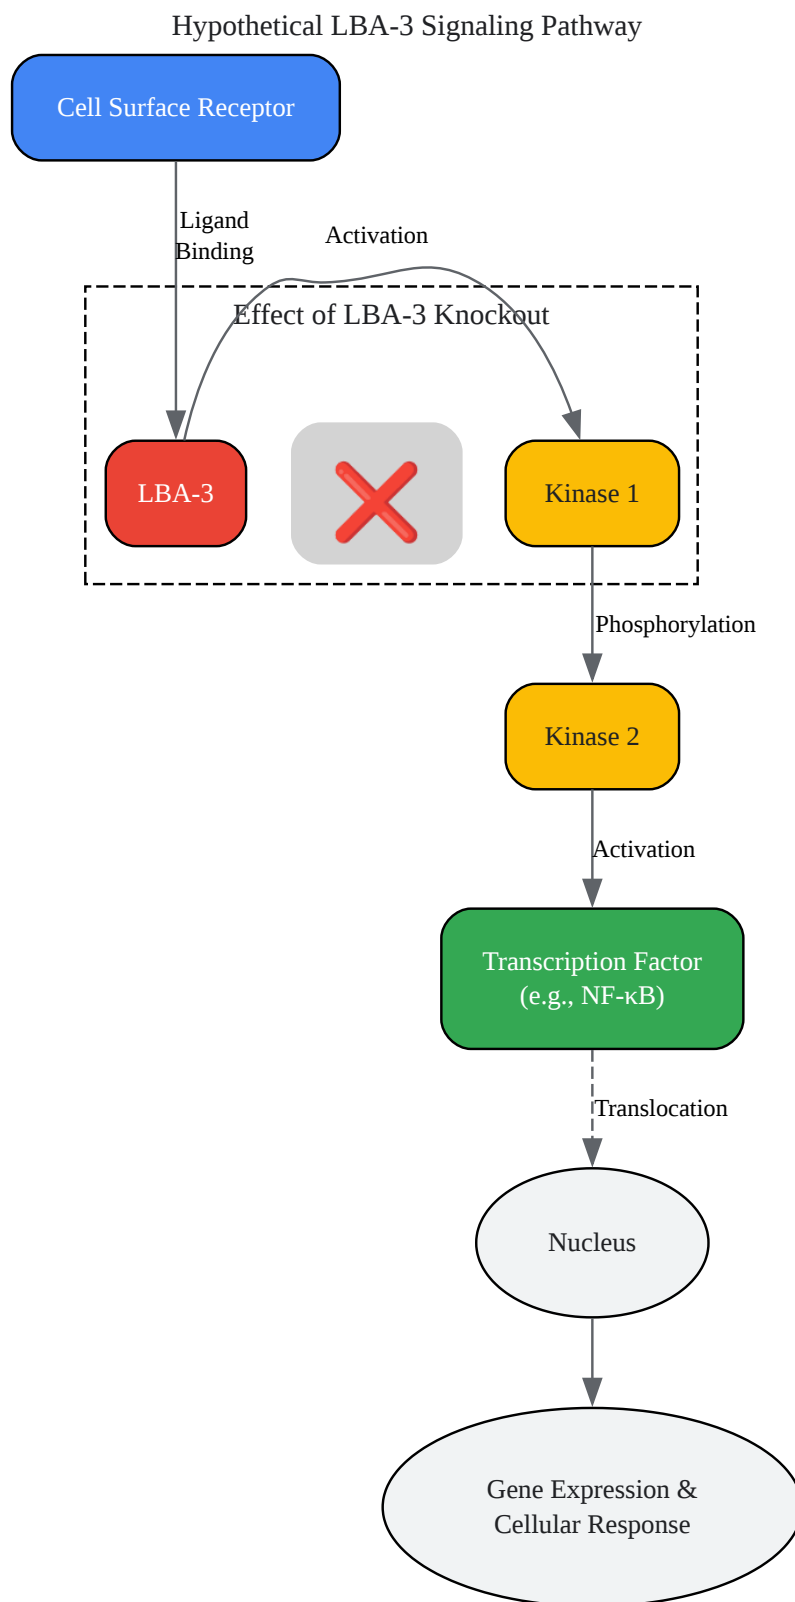 Hypothetical LBA-3 Signaling Pathway
Cell Surface Receptor
Ligand
Binding
Activation
Effect of LBA-3 Knockout
LBA-3
Kinase 1
Phosphorylation
Kinase 2
Activation
Transcription Factor
(e.g., NF-κB)
Translocation
Nucleus
Gene Expression &
Cellular Response